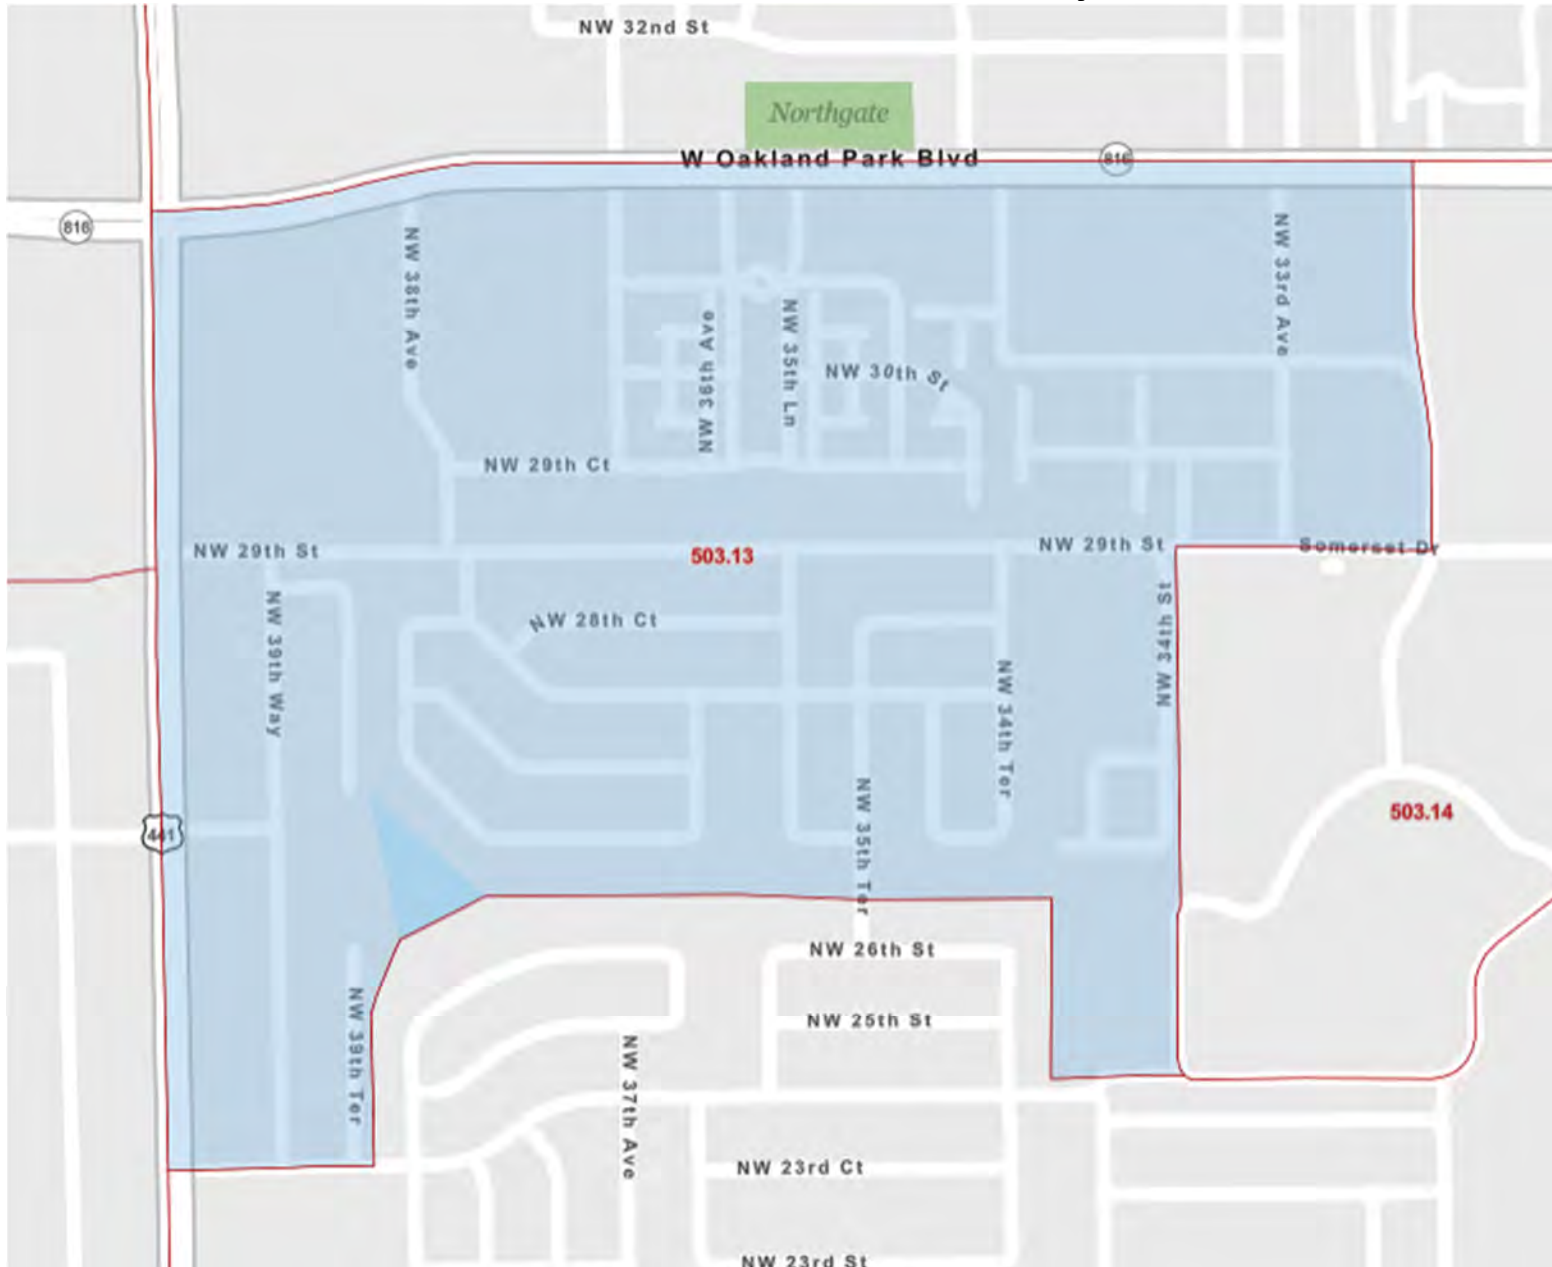 NW 32nd St
Northgate
W Oakland Park Blvd
816
816
NW 38th Ave
NW 33rd Ave
NW 36th Ave
NW 35th Ln
NW 30th St
NW 29th Ct
NW 29th St
503.13
NW 29th St
Somerset Dr
NW 39th Way
NW 28th Ct
NW 34th St
NW 34th Ter
NW 35th Ter
503.14
441
NW 26th St
NW 39th Ter
NW 25th St
NW 37th Ave
NW 23rd Ct
NW 23rd St